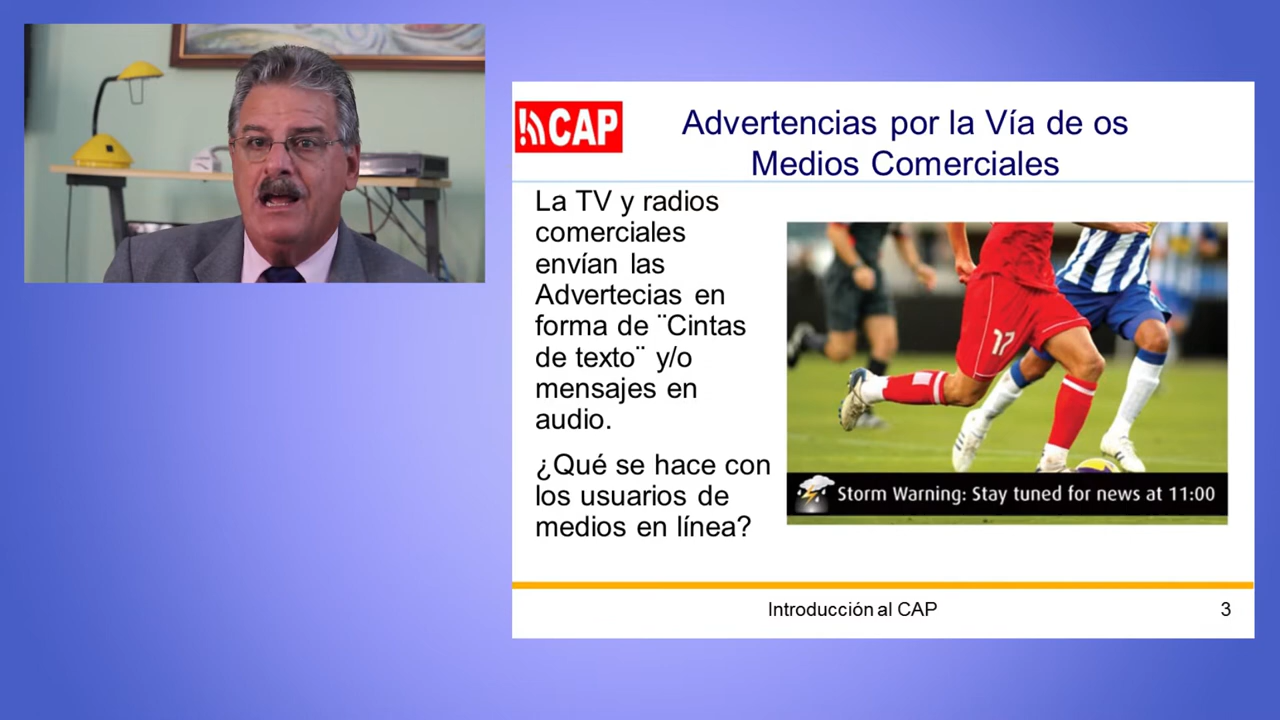 CAP
Advertencias por la Vía de os
Medios Comerciales
La TV y radios
comerciales
envían las
Advertecias en
forma de ¨Cintas
de texto¨ y/o
mensajes en
audio.
¿Qué se hace con
los usuarios de
medios en línea?
17
Storm Warning: Stay tuned for news at 11:00
Introducción al CAP
3